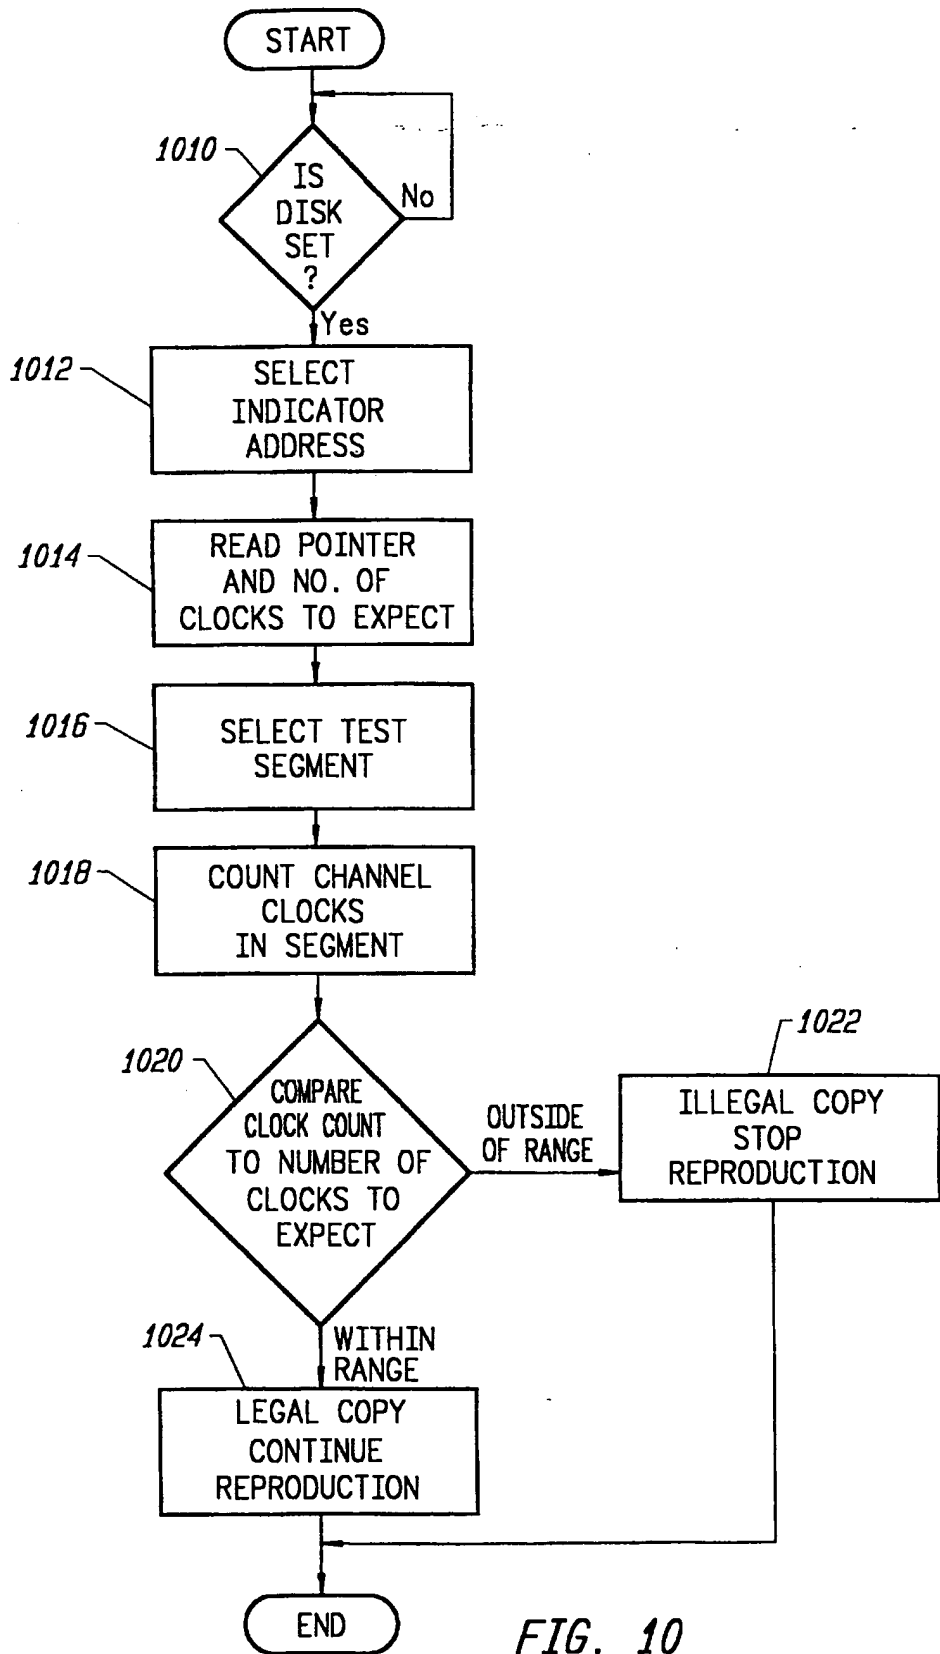 START
1010
IS
DISK
SET
?
No
Yes
1012
SELECT
INDICATOR
ADDRESS
1014
READ POINTER
AND NO. OF
CLOCKS TO EXPECT
1016
SELECT TEST
SEGMENT
1018
COUNT CHANNEL
CLOCKS
IN SEGMENT
1020
COMPARE
CLOCK COUNT
TO NUMBER OF
CLOCKS TO
EXPECT
OUTSIDE
OF RANGE
1022
ILLEGAL COPY
STOP
REPRODUCTION
WITHIN
RANGE
1024
LEGAL COPY
CONTINUE
REPRODUCTION
END
FIG. 10